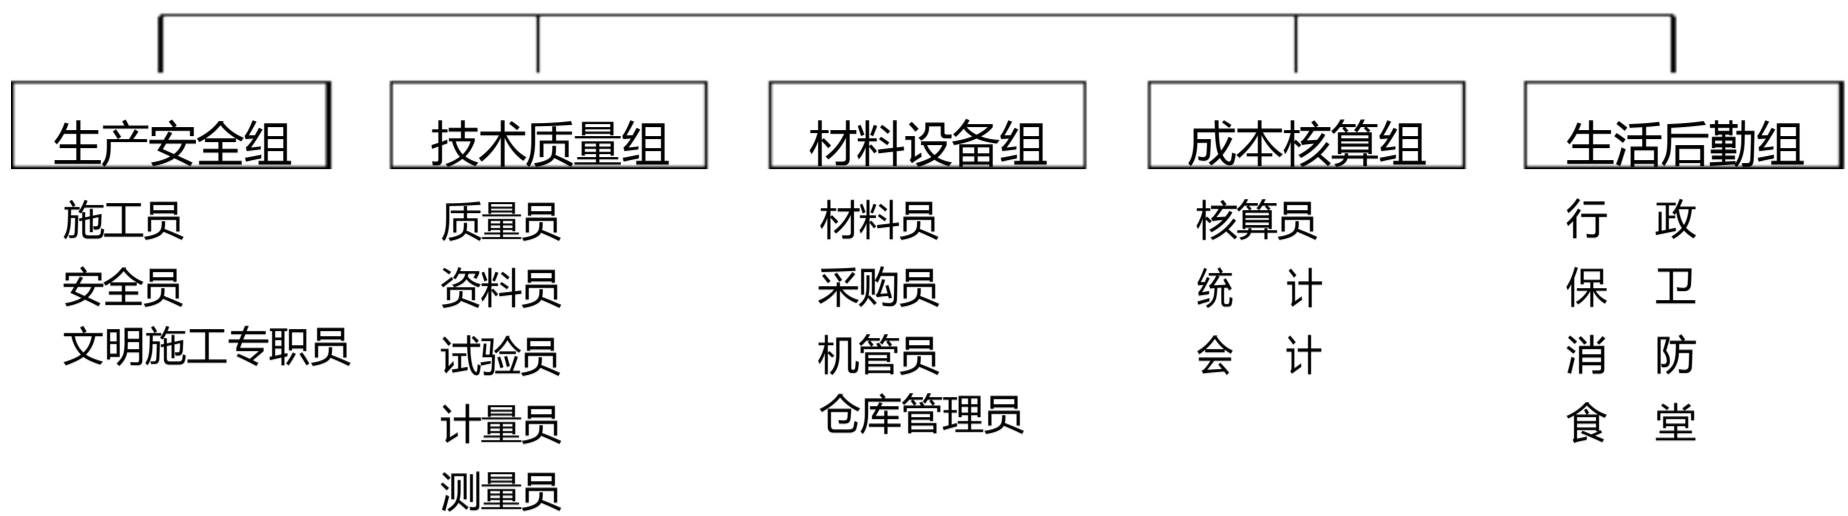 生产安全组
施工员
安全员
文明施工专职员
技术质量组
质量员
资料员
试验员
计量员
测量员
材料设备组
材料员
采购员
机管员
仓库管理员
成本核算组
核算员
统 计
会 计
生活后勤组
行 政
保 卫
消 防
食 堂